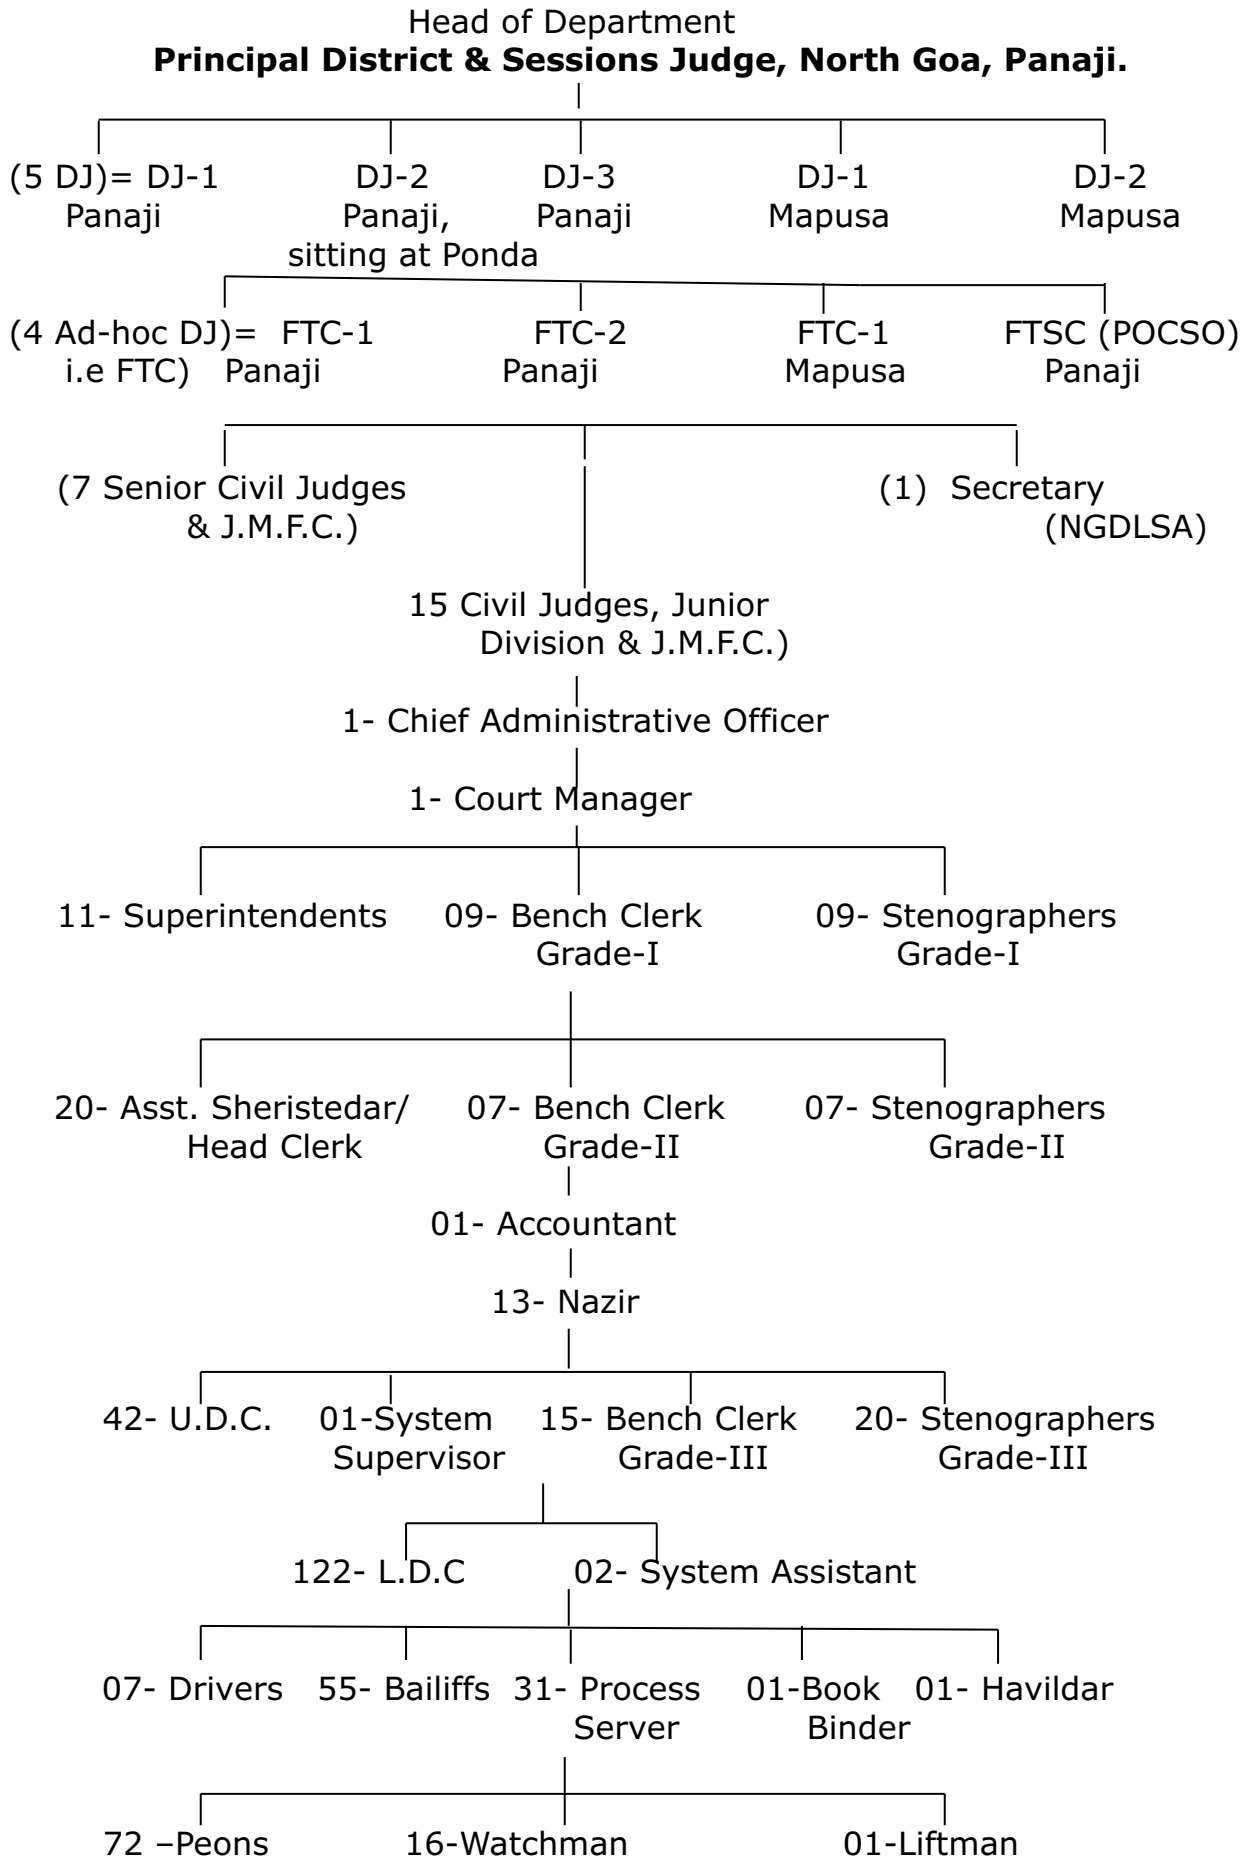 Head of Department
Principal District & Sessions Judge, North Goa, Panaji.
(5 DJ)= DJ-1 DJ-2 DJ-3 DJ-1 DJ-2
Panaji Panaji, Panaji Mapusa Mapusa
sitting at Ponda
(4 Ad-hoc DJ)= FTC-1 FTC-2 FTC-1 FTSC (POCSO)
i.e FTC) Panaji Panaji Mapusa Panaji
(7 Senior Civil Judges (1) Secretary
& J.M.F.C.) (NGDLSA)
15 Civil Judges, Junior
Division & J.M.F.C.)
1- Chief Administrative Officer
1- Court Manager
11- Superintendents 09- Bench Clerk 09- Stenographers
Grade-I Grade-I
20- Asst. Sheristedar/ 07- Bench Clerk 07- Stenographers
Head Clerk Grade-II Grade-II
01- Accountant
13- Nazir
42- U.D.C. 01-System 15- Bench Clerk 20- Stenographers
Supervisor Grade-III Grade-III
122- L.D.C 02- System Assistant
07- Drivers 55- Bailiffs 31- Process 01-Book 01- Havildar
Server Binder
72 –Peons 16-Watchman 01-Liftman